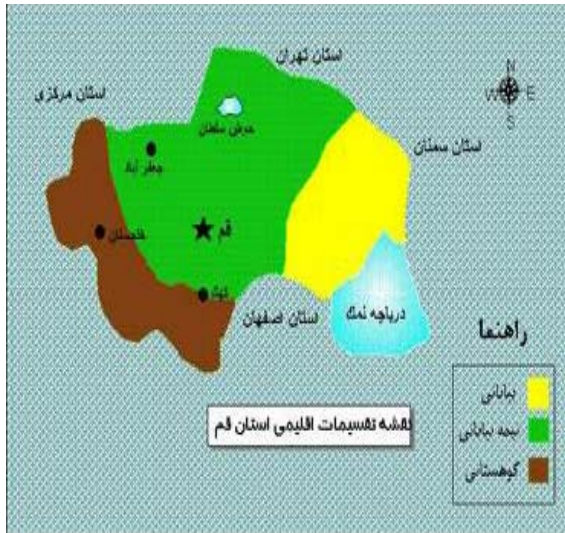 استان تهران
استان مرکزی
N
W E
S
حوض سلطان
استان سمنان
جعفر آباد
خلجستان
قم
کهک
استان اصفهان
دریاچه نمک
راهنما
بیابانی
نیمه بیابانی
کوهستانی
نقشه تقسیمات اقلیمی استان قم